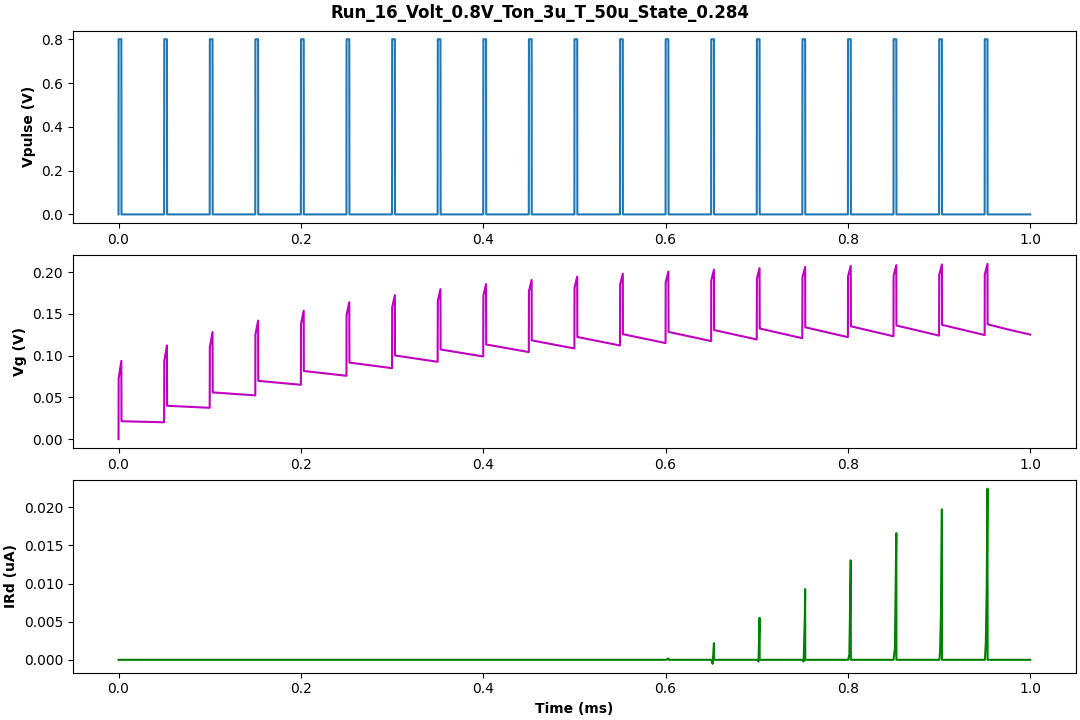 Run_16_Volt_0.8V_Ton_3u_T_50u_State_0.284
Vpulse (V)
0.8
0.6
0.4
0.2
0.0
0.0 0.2 0.4 0.6 0.8 1.0
Vg (V)
0.20
0.15
0.10
0.05
0.00
0.0 0.2 0.4 0.6 0.8 1.0
IRd (uA)
0.020
0.015
0.010
0.005
0.000
0.0 0.2 0.4 0.6 0.8 1.0
Time (ms)